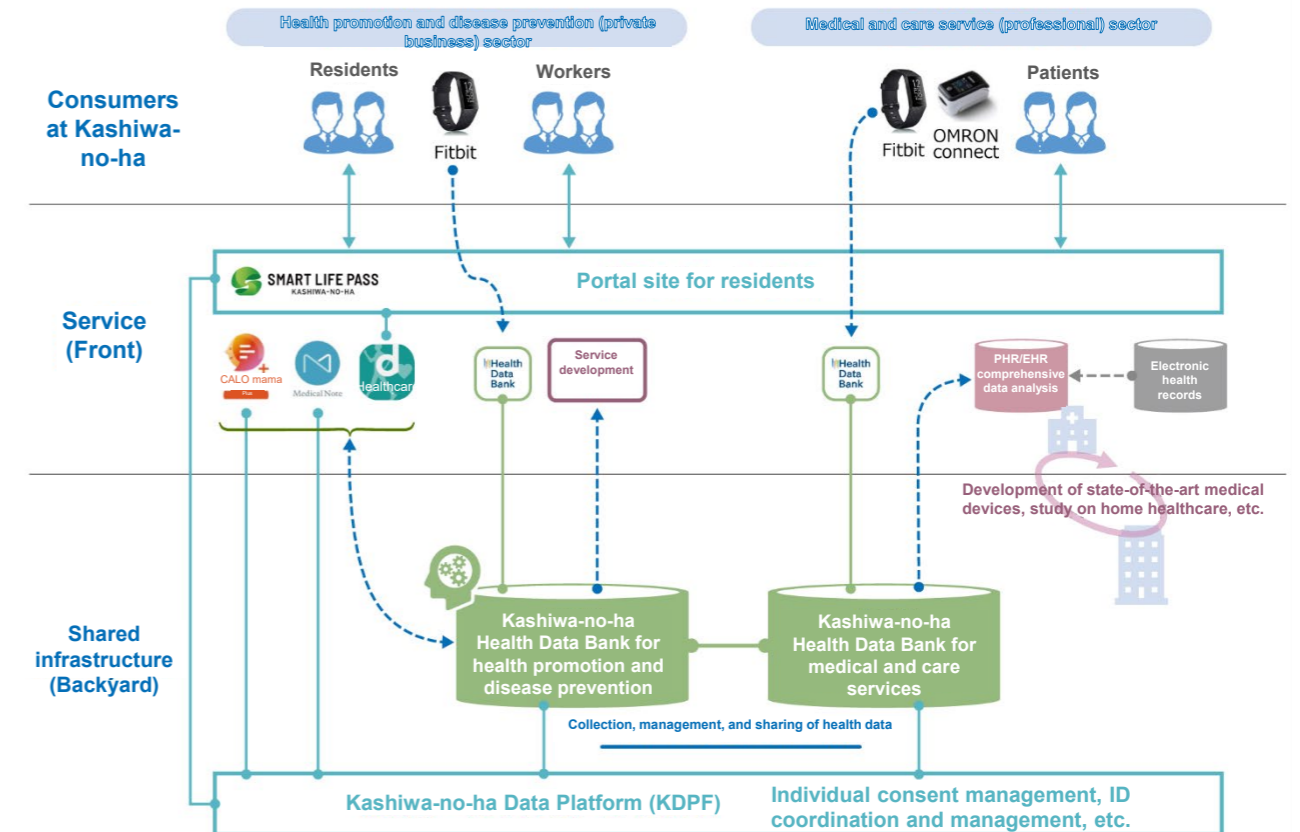 Health promotion and disease prevention (private
business) sector
Medical and care service (professional) sector
Consumers
at Kashiwa-
no-ha
Residents
Fitbit
Workers
Fitbit
OMRON
connect
Patients
Service
(Front)
SMART LIFE PASS
KASHIWA-NO-HA
Portal site for residents
CALO mama
Plus
Medical Note
d
Healthcare
Health
Data
Bank
Service
development
Health
Data
Bank
PHR/EHR
comprehensive
data analysis
Electronic
health
records
Development of state-of-the-art medical
devices, study on home healthcare, etc.
Shared
infrastructure
(Backyard)
Kashiwa-no-ha
Health Data Bank for
health promotion and
disease prevention
Kashiwa-no-ha
Health Data Bank for
medical and care
services
Collection, management, and sharing of health data
Kashiwa-no-ha Data Platform (KDPF)
Individual consent management, ID
coordination and management, etc.